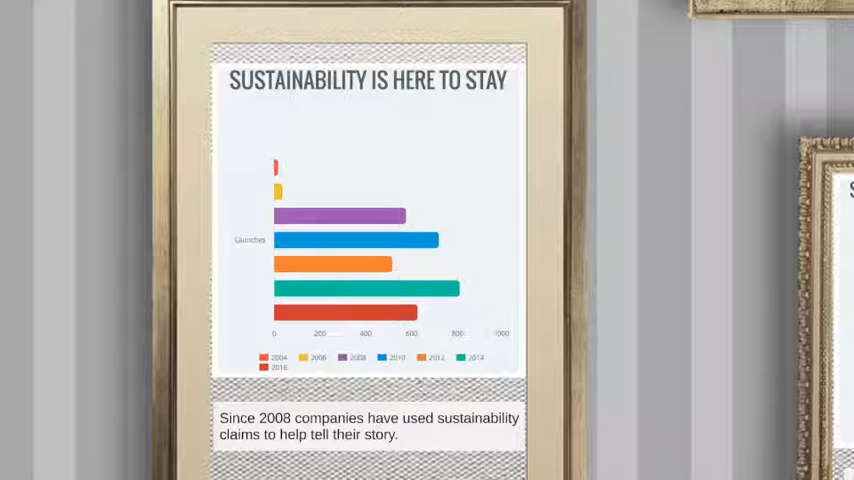 SUSTAINABILITY IS HERE TO STAY
Launches
0 200 400 600 800 1000
2004 2006 2008 2010 2012 2014
2016
Since 2008 companies have used sustainability
claims to help tell their story.